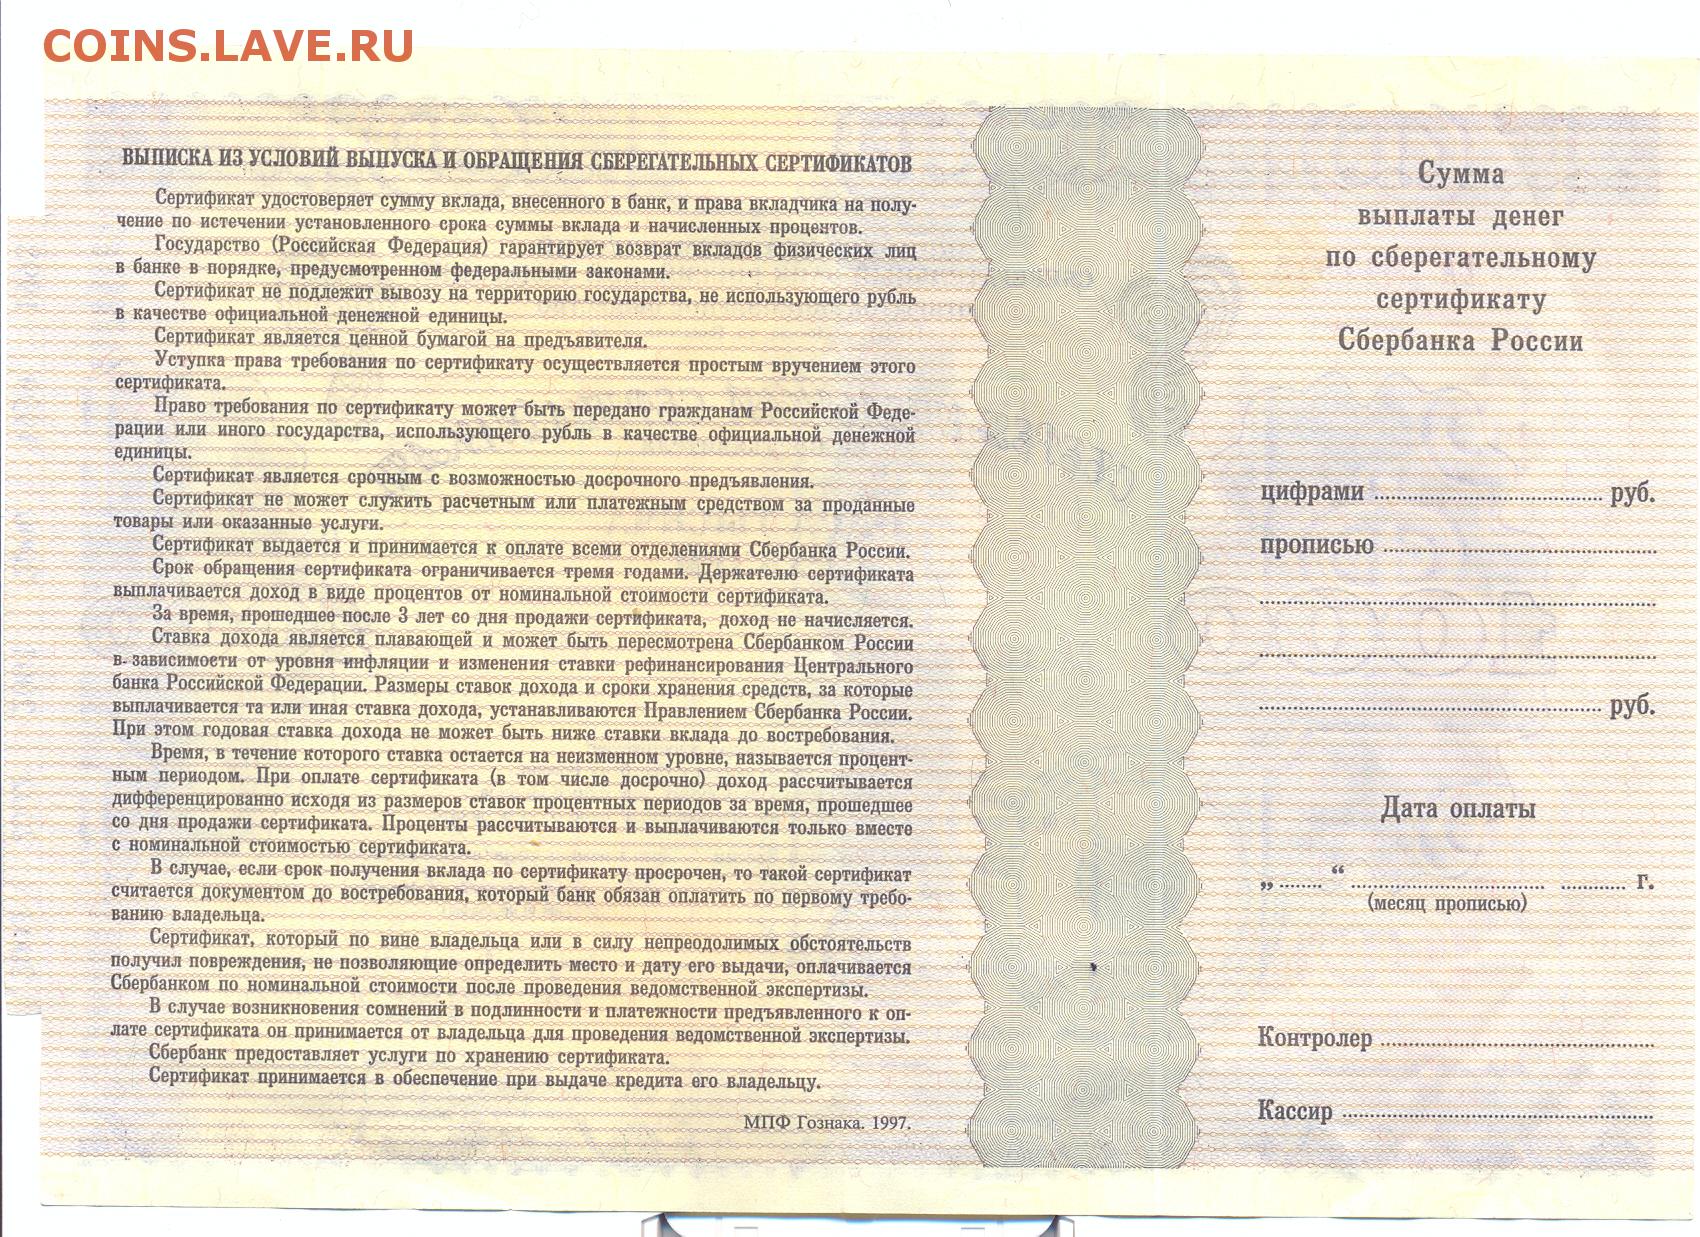 COINS.LAVE.RU
ВЫПИСКА ИЗ УСЛОВИЙ ВЫПУСКА И ОБРАЩЕНИЯ СБЕРЕГАТЕЛЬНЫХ СЕРТИФИКАТОВ
Сертификат удостоверяет сумму вклада, внесенного в банк, и права вкладчика на полу-
чение по истечении установленного срока суммы вклада и начисленных процентов.
Государство (Российская Федерация) гарантирует возврат вкладов физических лиц
в банке в порядке, предусмотренном федеральными законами.
Сертификат не подлежит вывозу на территорию государства, не использующего рубль
в качестве официальной денежной единицы.
Сертификат является ценной бумагой на предъявителя.
Уступка права требования по сертификату осуществляется простым вручением этого
сертификата.
Право требования по сертификату может быть передано гражданам Российской Феде-
рации или иного государства, использующего рубль в качестве официальной денежной
единицы.
Сертификат является срочным с возможностью досрочного предъявления.
Сертификат не может служить расчетным или платежным средством за проданные
товары или оказанные услуги.
Сертификат выдается и принимается к оплате всеми отделениями Сбербанка России.
Срок обращения сертификата ограничивается тремя годами. Держателю сертификата
выплачивается доход в виде процентов от номинальной стоимости сертификата.
За время, прошедшее после 3 лет со дня продажи сертификата, доход не начисляется.
Ставка дохода является плавающей и может быть пересмотрена Сбербанком России
в зависимости от уровня инфляции и изменения ставки рефинансирования Центрального
банка Российской Федерации. Размеры ставок дохода и сроки хранения средств, за которые
выплачивается та или иная ставка дохода, устанавливаются Правлением Сбербанка России.
При этом годовая ставка дохода не может быть ниже ставки вклада до востребования.
Время, в течение которого ставка остается на неизменном уровне, называется процент-
ным периодом. При оплате сертификата (в том числе досрочно) доход рассчитывается
дифференцированно исходя из размеров ставок процентных периодов за время, прошедшее
со дня продажи сертификата. Проценты рассчитываются и выплачиваются только вместе
с номинальной стоимостью сертификата.
В случае, если срок получения вклада по сертификату просрочен, то такой сертификат
считается документом до востребования, который банк обязан оплатить по первому требо-
ванию владельца.
Сертификат, который по вине владельца или в силу непреодолимых обстоятельств
получил повреждения, не позволяющие определить место и дату его выдачи, оплачивается
Сбербанком по номинальной стоимости после проведения ведомственной экспертизы.
В случае возникновения сомнений в подлинности и платежности предъявленного к оп-
лате сертификата он принимается от владельца для проведения ведомственной экспертизы.
Сбербанк предоставляет услуги по хранению сертификата.
Сертификат принимается в обеспечение при выдаче кредита его владельцу.
МПФ Гознака. 1997.
Сумма
выплаты денег
по сберегательному
сертификату
Сбербанка России
цифрами ........................ руб.
прописью ........................
........................
........................
........................ руб.
Дата оплаты
„ ....... “ ........................ .......... г.
(месяц прописью)
Контролер ........................
Кассир ........................